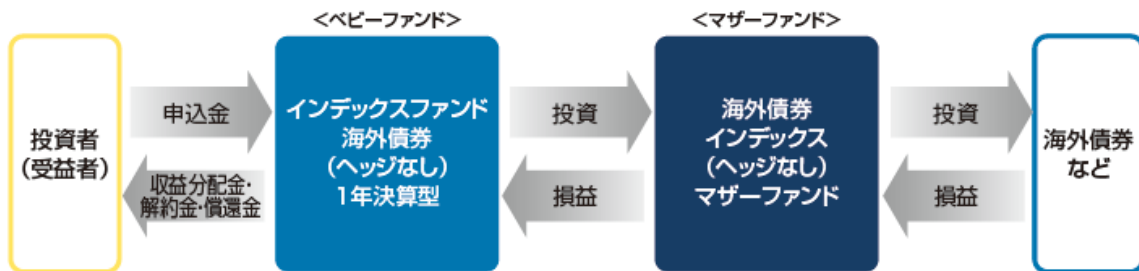 <ベビーファンド>
<マザーファンド>
投資者
(受益者)
申込金
収益分配金・
解約金・償還金
インデックスファンド
海外債券
(ヘッジなし)
1年決算型
投資
損益
海外債券
インデックス
(ヘッジなし)
マザーファンド
投資
損益
海外債券
など